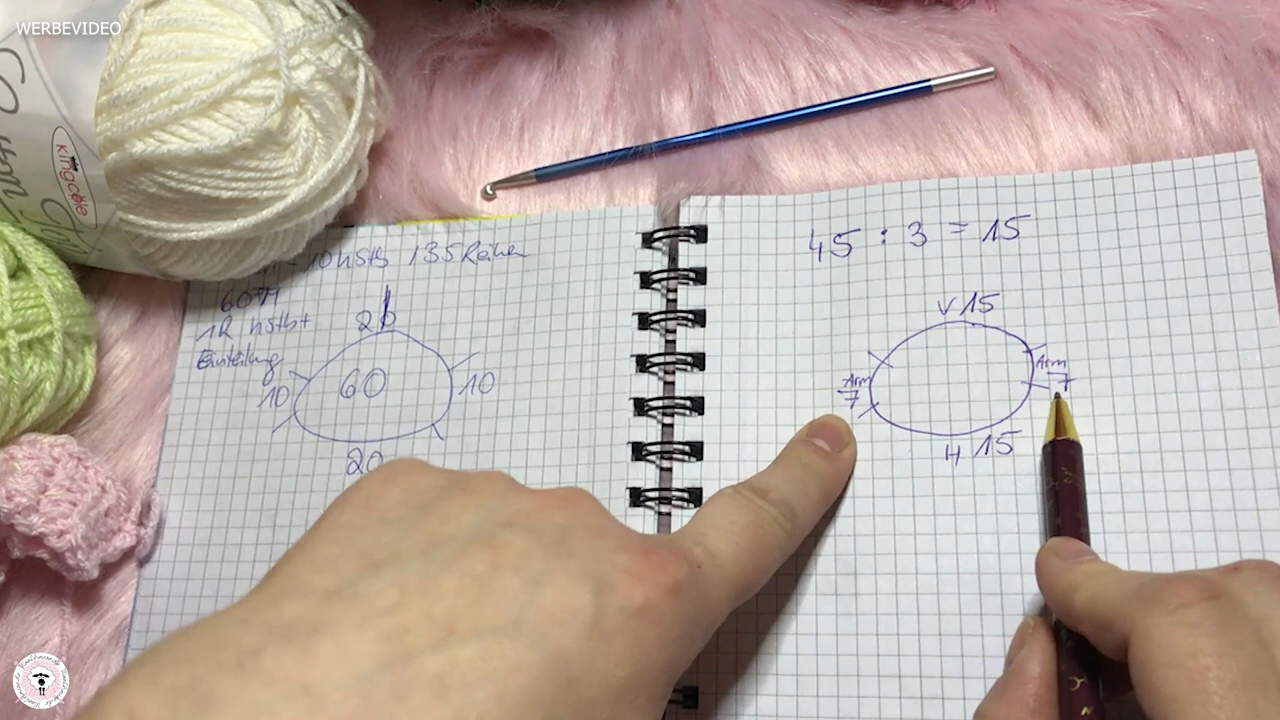 WERBEVIDEO
king cole
10 hStb / 35 Reihen
60 M
1R hStb +
Einteilung
20
10
60
10
20
45 : 3 = 15
V 15
Arm
7
Arm
7
H 15